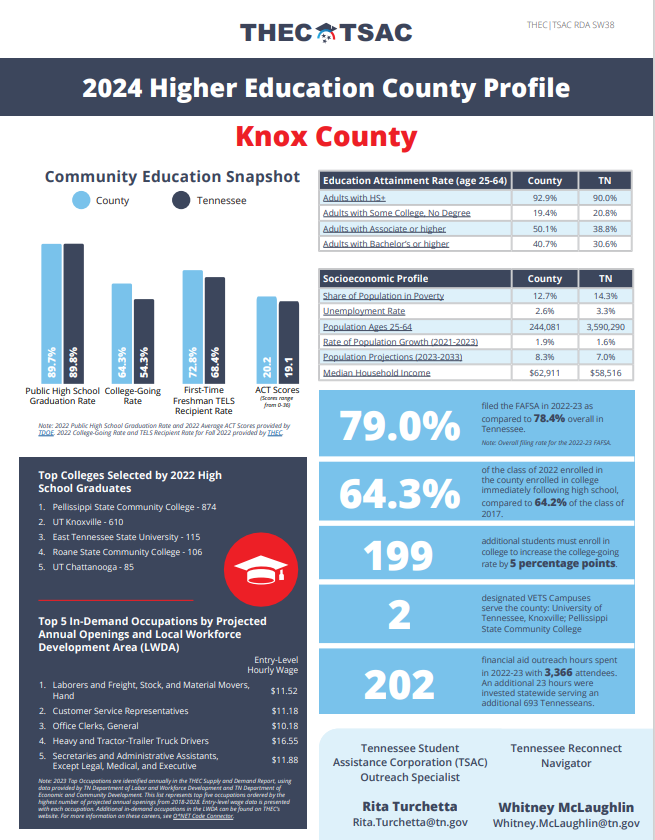 THEC TSAC
THEC|TSAC RDA SW38
2024 Higher Education County Profile
Knox County
Community Education Snapshot
County
Tennessee
89.7%
89.8%
64.3%
54.3%
72.8%
68.4%
20.2
19.1
Public High School
Graduation Rate
College-Going
Rate
First-Time
Freshman TELS
Recipient Rate
ACT Scores
(Scores range
from 0-36)
Note: 2022 Public High School Graduation Rate and 2022 Average ACT Scores provided by
TDOE. 2022 College-Going Rate and TELS Recipient Rate for Fall 2022 provided by THEC.
Top Colleges Selected by 2022 High
School Graduates
1. Pellissippi State Community College - 874
2. UT Knoxville - 610
3. East Tennessee State University - 115
4. Roane State Community College - 106
5. UT Chattanooga - 85
Top 5 In-Demand Occupations by Projected
Annual Openings and Local Workforce
Development Area (LWDA)
Entry-Level
Hourly Wage
1. Laborers and Freight, Stock, and Material Movers,
Hand $11.52
2. Customer Service Representatives $11.18
3. Office Clerks, General $10.18
4. Heavy and Tractor-Trailer Truck Drivers $16.55
5. Secretaries and Administrative Assistants,
Except Legal, Medical, and Executive $11.88
Note: 2023 Top Occupations are identified annually in the THEC Supply and Demand Report, using
data provided by TN Department of Labor and Workforce Development and TN Department of
Economic and Community Development. This list represents top five occupations ordered by the
highest number of projected annual openings from 2018-2028. Entry-level wage data is presented
with each occupation. Additional in-demand occupations in the LWDA can be found on THEC's
website. For more information on these careers, see O*NET Code Connector.
Education Attainment Rate (age 25-64) County TN
Adults with HS+ 92.9% 90.0%
Adults with Some College, No Degree 19.4% 20.8%
Adults with Associate or higher 50.1% 38.8%
Adults with Bachelor's or higher 40.7% 30.6%
Socioeconomic Profile County TN
Share of Population in Poverty 12.7% 14.3%
Unemployment Rate 2.6% 3.3%
Population Ages 25-64 244,081 3,590,290
Rate of Population Growth (2021-2023) 1.9% 1.6%
Population Projections (2023-2033) 8.3% 7.0%
Median Household Income $62,911 $58,516
79.0%
filed the FAFSA in 2022-23 as
compared to 78.4% overall in
Tennessee.
Note: Overall filing rate for the 2022-23 FAFSA.
64.3%
of the class of 2022 enrolled in
the county enrolled in college
immediately following high school,
compared to 64.2% of the class of
2017.
199
additional students must enroll in
college to increase the college-going
rate by 5 percentage points.
2
designated VETS Campuses
serve the county: University of
Tennessee, Knoxville; Pellissippi
State Community College
202
financial aid outreach hours spent
in 2022-23 with 3,366 attendees.
An additional 23 hours were
invested statewide serving an
additional 693 Tennesseans.
Tennessee Student
Assistance Corporation (TSAC)
Outreach Specialist
Rita Turchetta
Rita.Turchetta@tn.gov
Tennessee Reconnect
Navigator
Whitney McLaughlin
Whitney.McLaughlin@tn.gov